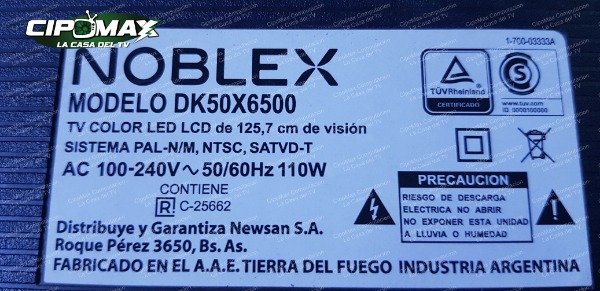 CIPOMAX
LA CASA DEL TV
1-700-03333A
NOBLEX
MODELO DK50X6500
TV COLOR LED LCD de 125,7 cm de visión
SISTEMA PAL-N/M, NTSC, SATVD-T
AC 100-240V ~ 50/60Hz 110W
CONTIENE
R C-25662
TÜVRheinland
CERTIFICADO
S
www.tuv.com
ID: 0000100000
PRECAUCION
RIESGO DE DESCARGA
ELECTRICA NO ABRIR
NO EXPONER ESTA UNIDAD
A LLUVIA O HUMEDAD
Distribuye y Garantiza Newsan S.A.
Roque Pérez 3650, Bs. As.
FABRICADO EN EL A.A.E. TIERRA DEL FUEGO INDUSTRIA ARGENTINA